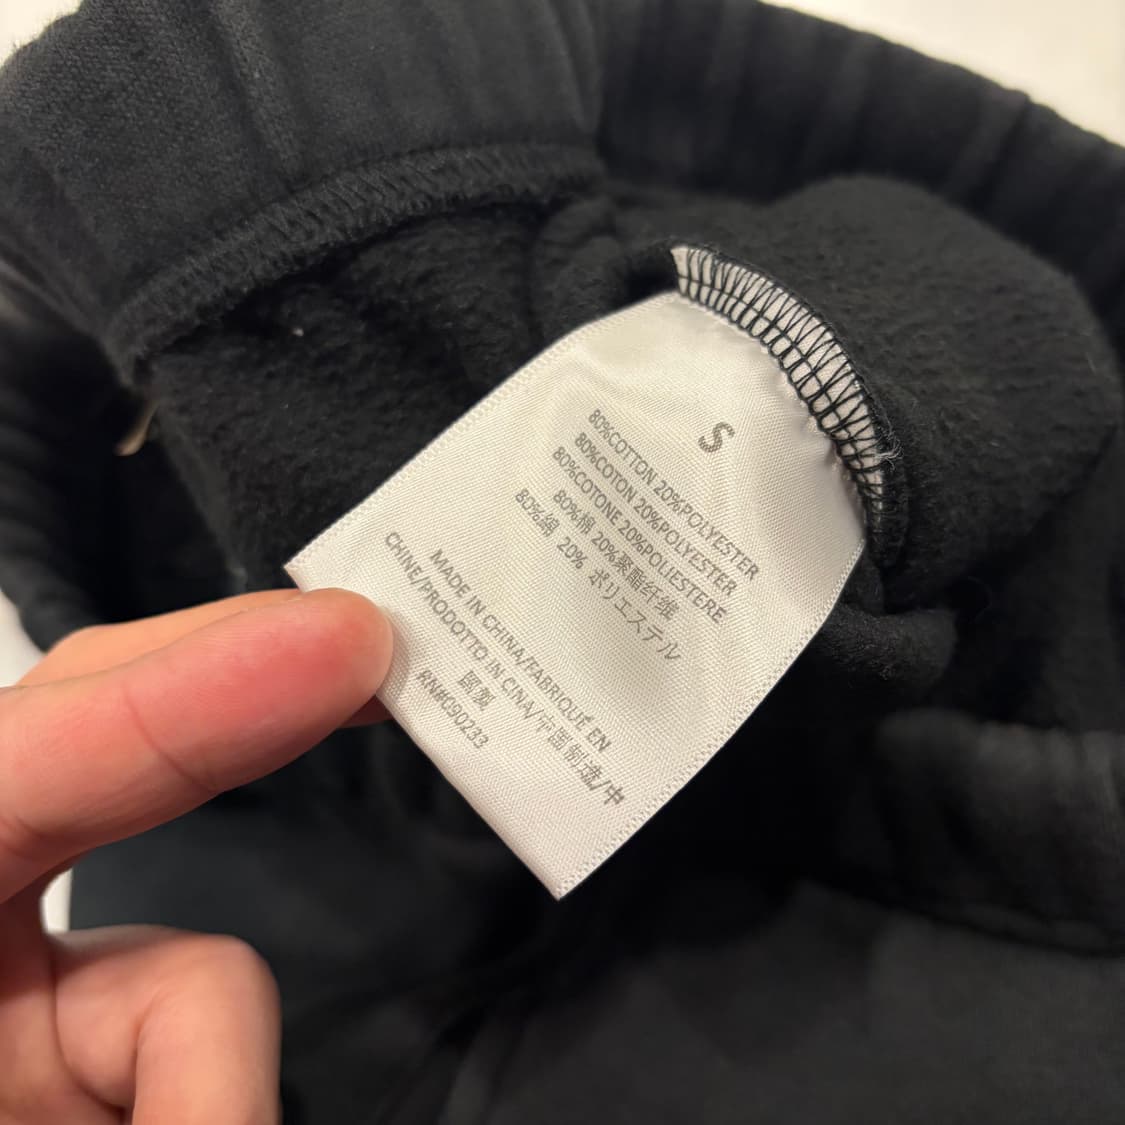 S
80%COTTON 20%POLYESTER
80%COTON 20%POLYESTER
80%COTONE 20%POLIESTERE
80%棉 20%聚酯纤维
80%綿 20% ポリエステル
MADE IN CHINA/FABRIQUÉ EN
CHINE/PRODOTTO IN CINA/中国制造/中
国製
RN#090233